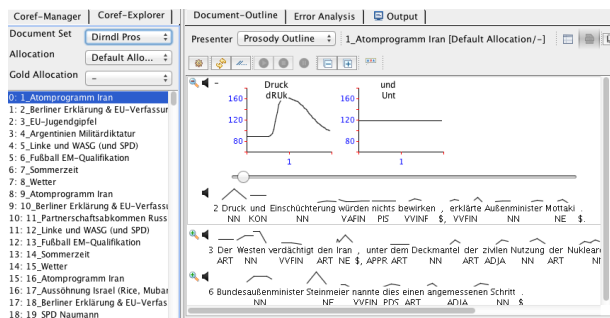 Coref-Manager Coref-Explorer Document-Outline Error Analysis Output
Document Set Dirndl Pros
Allocation Default Allo...
Gold Allocation –
Presenter Prosody Outline 1_Atomprogramm Iran [Default Allocation/–]
0: 1_Atomprogramm Iran
1: 2_Berliner Erklärung & EU-Verfassur
2: 3_EU-Jugendgipfel
3: 4_Argentinien Militärdiktatur
4: 5_Linke und WASG (und SPD)
5: 6_Fußball EM-Qualifikation
6: 7_Sommerzeit
7: 8_Wetter
8: 9_Atomprogramm Iran
9: 10_Berliner Erklärung & EU-Verfassu
10: 11_Partnerschaftsabkommen Russ
11: 12_Linke und WASG (und SPD)
12: 13_Fußball EM-Qualifikation
13: 14_Sommerzeit
14: 15_Wetter
15: 16_Atomprogramm Iran
16: 17_Aussöhnung Israel (Rice, Mubar
17: 18_Berliner Erklärung & EU-Verfas
18: 19 SPD Naumann
– Druck und
dRUk Unt
160 160
120 120
80 80
1 1
2 Druck und Einschüchterung würden nichts bewirken , erklärte Außenminister Mottaki .
NN KON NN VAFIN PIS VVINF $, VVFIN NN NE $.
3 Der Westen verdächtigt den Iran , unter dem Deckmantel der zivilen Nutzung der Nukleare
ART NN VVFIN ART NE $, APPR ART NN ART ADJA NN ART NN
6 Bundesaußenminister Steinmeier nannte dies einen angemessenen Schritt .
NN NE VVFIN PDS ART ADJA NN $.